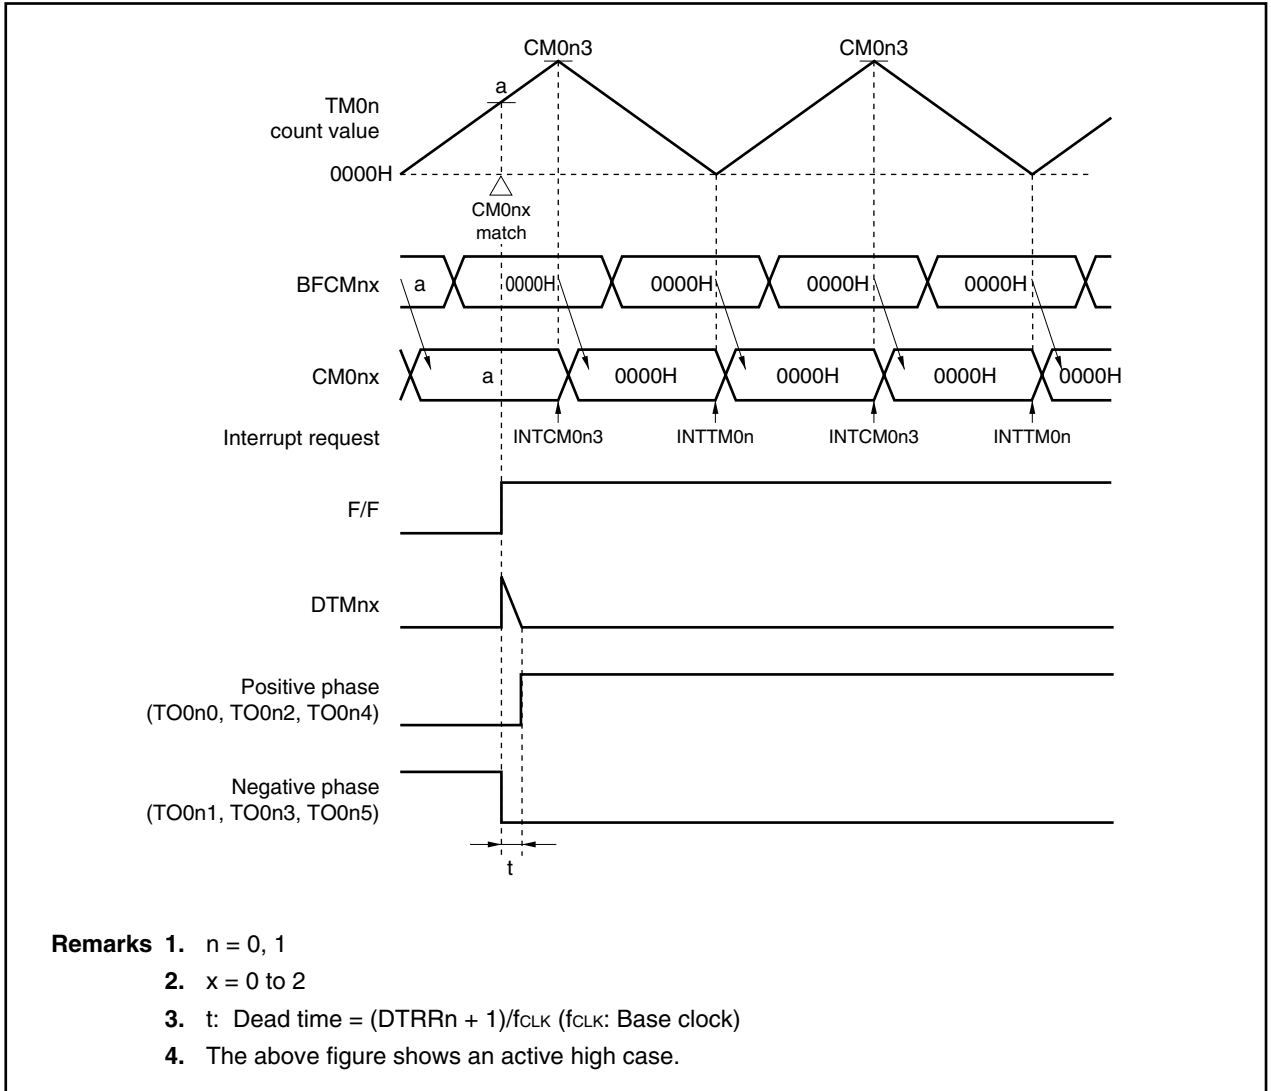 CM0n3 CM0n3
a
TM0n
count value
0000H
CM0nx
match
BFCMnx a 0000H 0000H 0000H 0000H
CM0nx a 0000H 0000H 0000H 0000H
Interrupt request INTCM0n3 INTTM0n INTCM0n3 INTTM0n
F/F
DTMnx
Positive phase
(TO0n0, TO0n2, TO0n4)
Negative phase
(TO0n1, TO0n3, TO0n5)
t
Remarks 1. n = 0, 1
2. x = 0 to 2
3. t: Dead time = (DTRRn + 1)/fCLK (fCLK: Base clock)
4. The above figure shows an active high case.